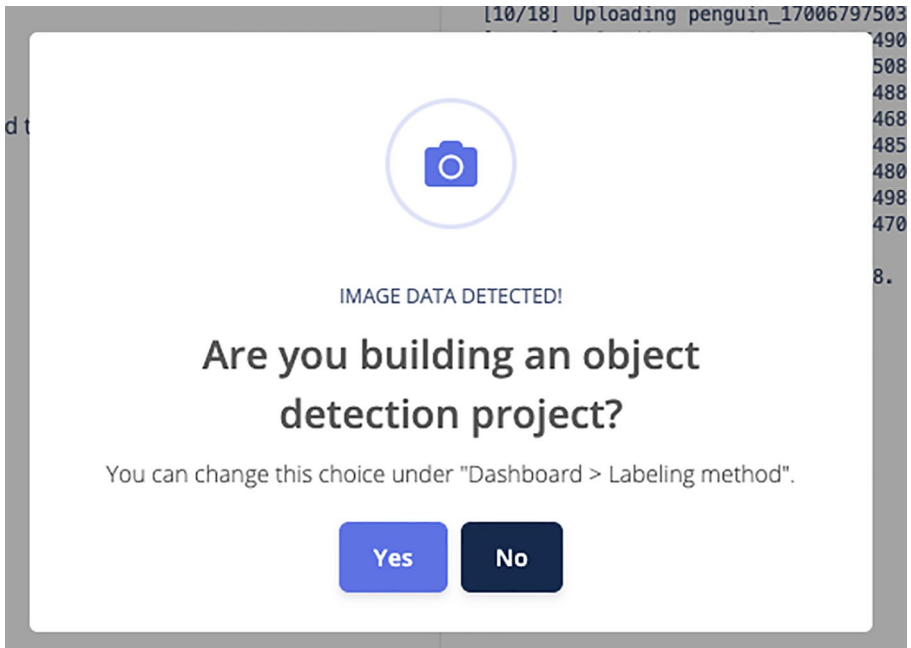 [10/18] Uploading penguin_17006797503
490
508
488
d t
468
485
480
498
470
8.
IMAGE DATA DETECTED!
Are you building an object
detection project?
You can change this choice under "Dashboard > Labeling method".
Yes
No